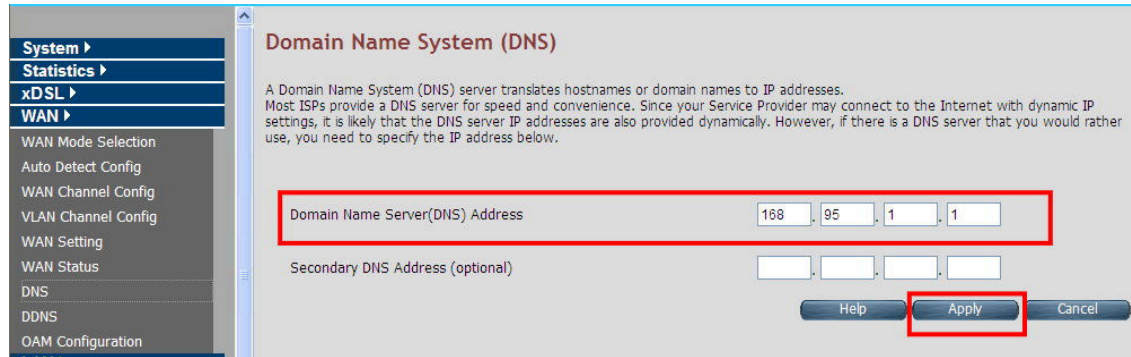 System
Statistics
xDSL
WAN
WAN Mode Selection
Auto Detect Config
WAN Channel Config
VLAN Channel Config
WAN Setting
WAN Status
DNS
DDNS
OAM Configuration
Domain Name System (DNS)
A Domain Name System (DNS) server translates hostnames or domain names to IP addresses.
Most ISPs provide a DNS server for speed and convenience. Since your Service Provider may connect to the Internet with dynamic IP
settings, it is likely that the DNS server IP addresses are also provided dynamically. However, if there is a DNS server that you would rather
use, you need to specify the IP address below.
Domain Name Server(DNS) Address 168 . 95 . 1 . 1
Secondary DNS Address (optional) . . .
Help Apply Cancel